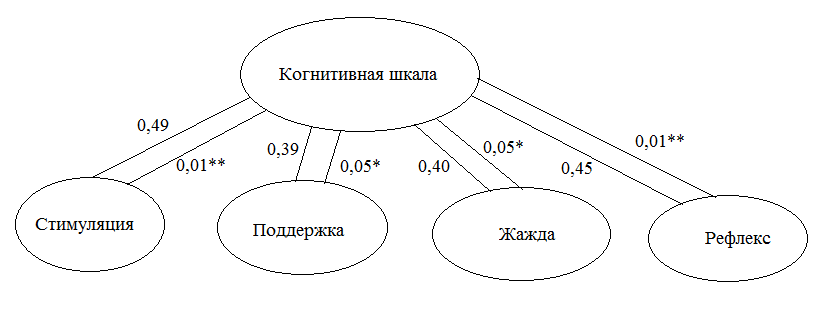 Когнитивная шкала
0,49
0,01**
0,39
0,05*
0,40
0,05*
0,45
0,01**
Стимуляция
Поддержка
Жажда
Рефлекс